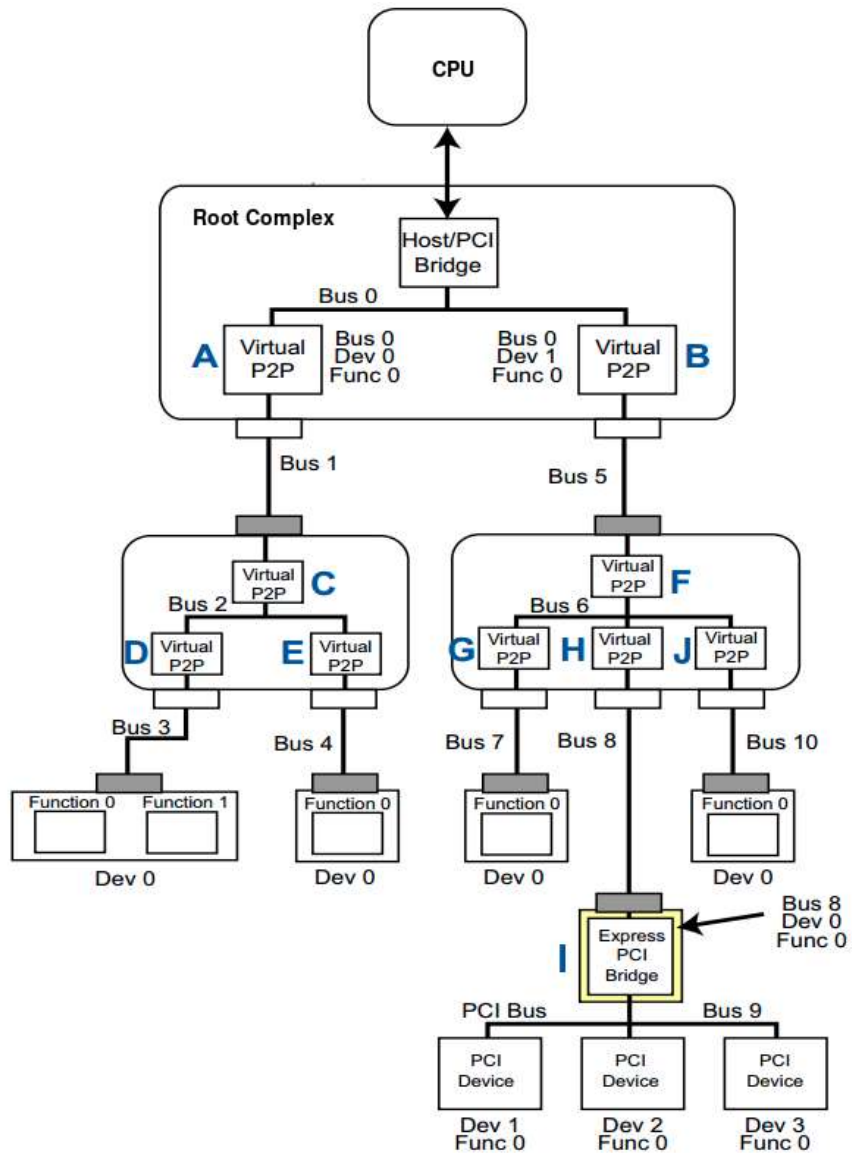 CPU
Root Complex
Host/PCI
Bridge
Bus 0
A
Virtual
P2P
Bus 0
Dev 0
Func 0
Bus 0
Dev 1
Func 0
Virtual
P2P
B
Bus 1
Bus 5
Virtual
P2P
C
Bus 2
D
Virtual
P2P
E
Virtual
P2P
Virtual
P2P
F
Bus 6
G
Virtual
P2P
H
Virtual
P2P
J
Virtual
P2P
Bus 3
Bus 4
Bus 7
Bus 8
Bus 10
Function 0
Function 1
Dev 0
Function 0
Dev 0
Function 0
Dev 0
Function 0
Dev 0
I
Express
PCI
Bridge
Bus 8
Dev 0
Func 0
PCI Bus
Bus 9
PCI
Device
Dev 1
Func 0
PCI
Device
Dev 2
Func 0
PCI
Device
Dev 3
Func 0